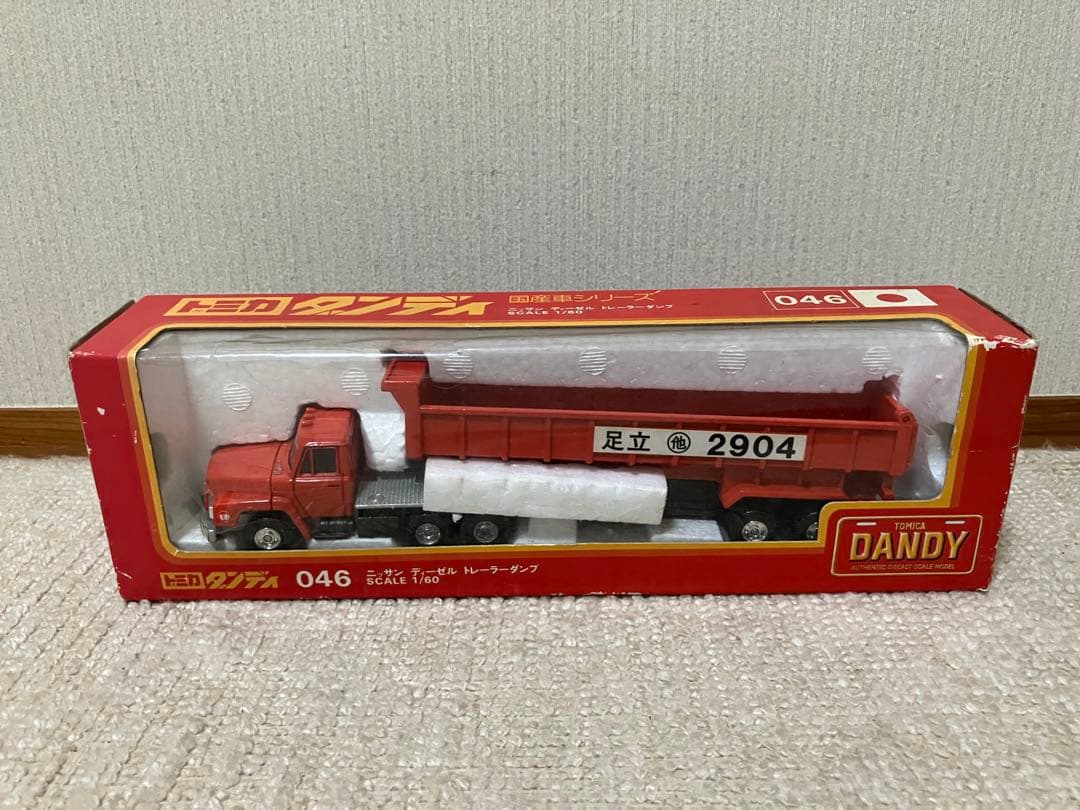 トミカ ダンディ 国産車シリーズ
ニッサン ディーゼル トレーラーダンプ
SCALE 1/60
046
足立 他 2904
TOMICA
DANDY
AUTHENTIC DIECAST SCALE MODEL
トミカ ダンディ 046 ニッサン ディーゼル トレーラーダンプ
SCALE 1/60